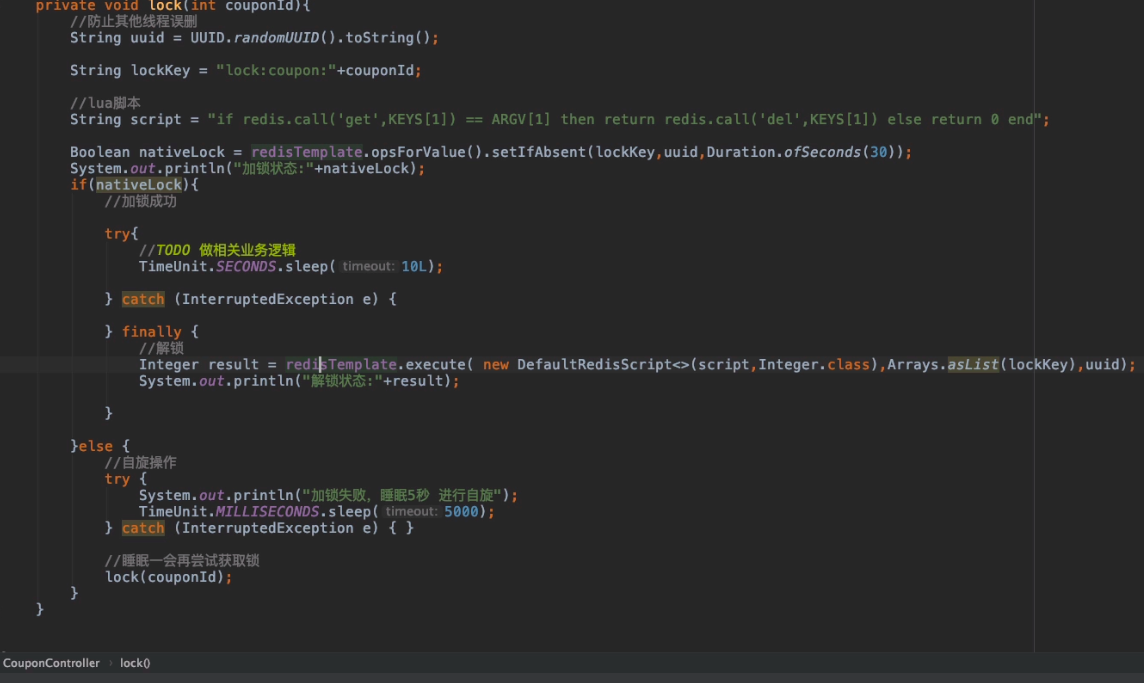 private void lock(int couponId){
//防止其他线程误删
String uuid = UUID.randomUUID().toString();
String lockKey = "lock:coupon:"+couponId;
//lua脚本
String script = "if redis.call('get',KEYS[1]) == ARGV[1] then return redis.call('del',KEYS[1]) else return 0 end";
Boolean nativeLock = redisTemplate.opsForValue().setIfAbsent(lockKey,uuid,Duration.ofSeconds(30));
System.out.println("加锁状态:"+nativeLock);
if(nativeLock){
//加锁成功
try{
//TODO 做相关业务逻辑
TimeUnit.SECONDS.sleep( timeout: 10L);
} catch (InterruptedException e) {
} finally {
//解锁
Integer result = redisTemplate.execute( new DefaultRedisScript<>(script,Integer.class),Arrays.asList(lockKey),uuid);
System.out.println("解锁状态:"+result);
}
}else {
//自旋操作
try {
System.out.println("加锁失败，睡眠5秒 进行自旋");
TimeUnit.MILLISECONDS.sleep( timeout: 5000);
} catch (InterruptedException e) { }
//睡眠一会再尝试获取锁
lock(couponId);
}
}
CouponController › lock()